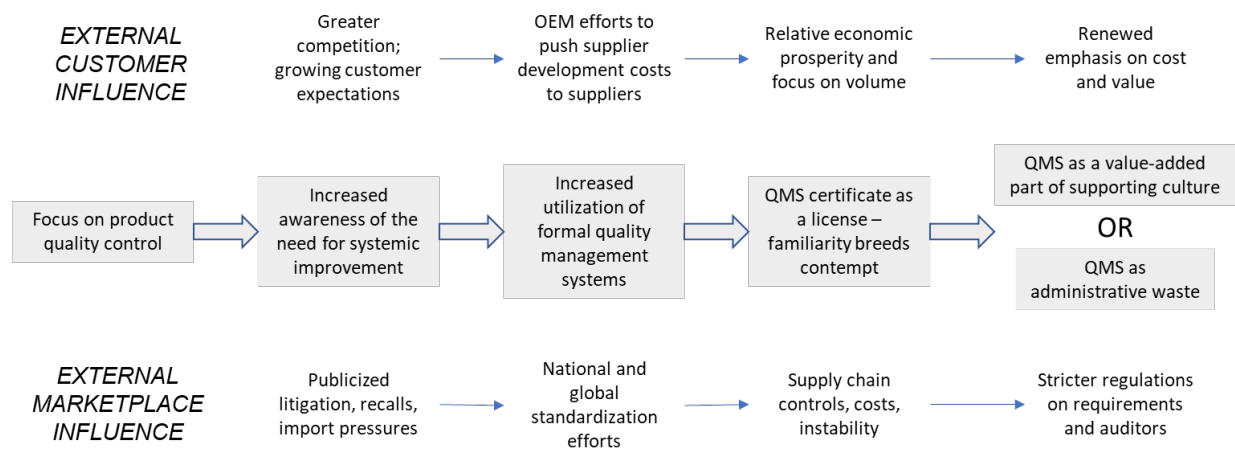 EXTERNAL
CUSTOMER
INFLUENCE
Greater
competition;
growing customer
expectations
OEM efforts to
push supplier
development costs
to suppliers
Relative economic
prosperity and
focus on volume
Renewed
emphasis on cost
and value
Focus on product
quality control
Increased
awareness of the
need for systemic
improvement
Increased
utilization of
formal quality
management
systems
QMS certificate as
a license –
familiarity breeds
contempt
QMS as a value-added
part of supporting culture
OR
QMS as
administrative waste
EXTERNAL
MARKETPLACE
INFLUENCE
Publicized
litigation, recalls,
import pressures
National and
global
standardization
efforts
Supply chain
controls, costs,
instability
Stricter regulations
on requirements
and auditors